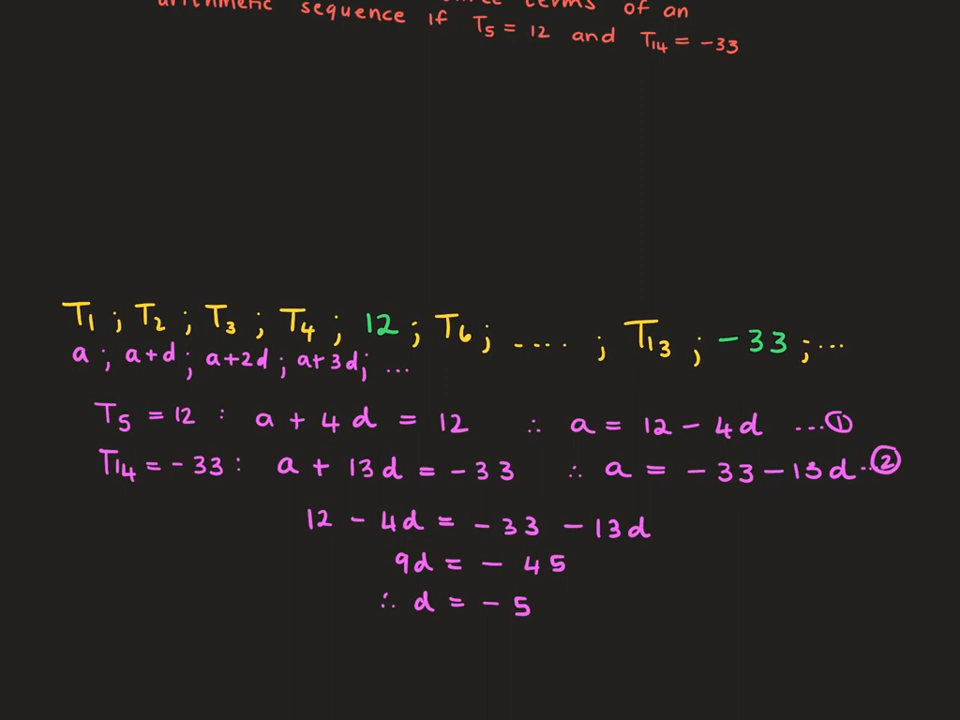 arithmetic sequence if T5 = 12 and T14 = -33
T1 ; T2 ; T3 ; T4 ; 12 ; T6 ; .... ; T13 ; -33 ; ...
a ; a+d ; a+2d ; a+3d ; ...
T5 = 12 : a + 4d = 12 ∴ a = 12 - 4d ...①
T14 = -33 : a + 13d = -33 ∴ a = -33 - 13d ..②
12 - 4d = -33 - 13d
9d = - 45
∴ d = - 5